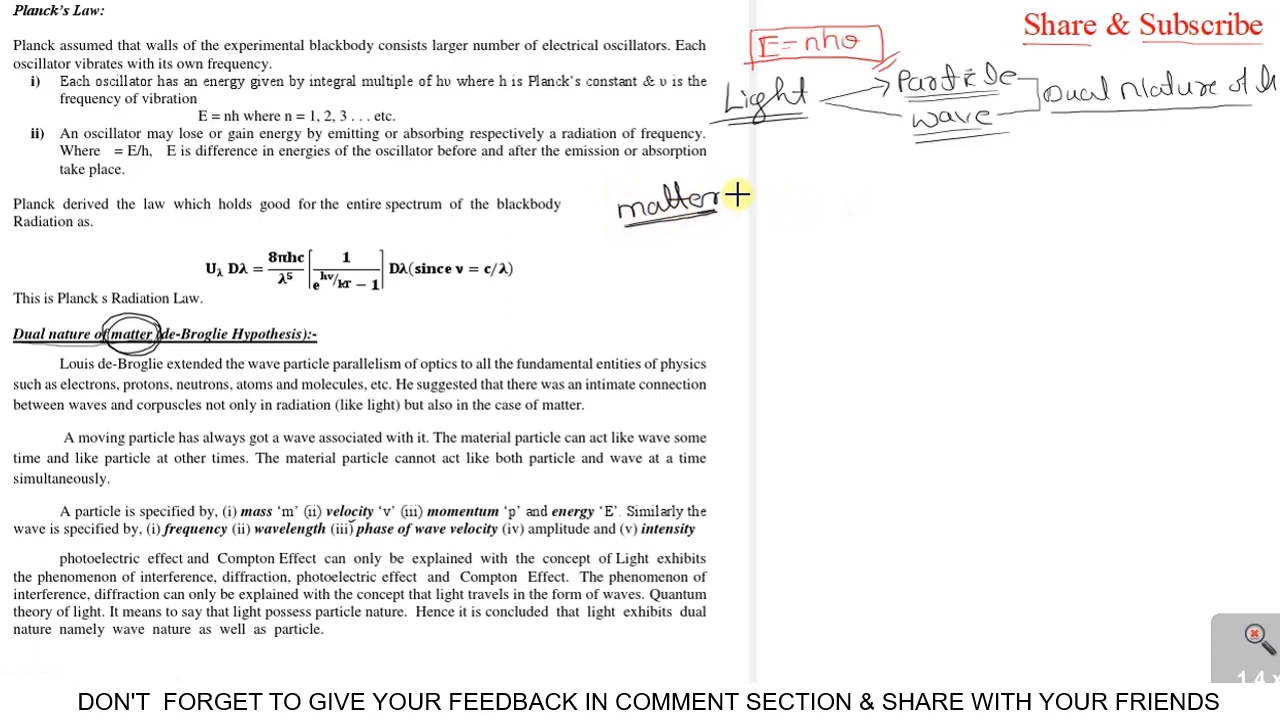 Planck's Law:
Planck assumed that walls of the experimental blackbody consists larger number of electrical oscillators. Each
oscillator vibrates with its own frequency.
i) Each oscillator has an energy given by integral multiple of hυ where h is Planck's constant & υ is the
frequency of vibration
E = nh where n = 1, 2, 3 . . . etc.
ii) An oscillator may lose or gain energy by emitting or absorbing respectively a radiation of frequency.
Where = E/h, E is difference in energies of the oscillator before and after the emission or absorption
take place.
Planck derived the law which holds good for the entire spectrum of the blackbody
Radiation as.
Uλ Dλ = 8πhc/λ⁵ [1/e^hv/kT − 1] Dλ(since v = c/λ)
This is Planck s Radiation Law.
Dual nature of(matter)(de-Broglie Hypothesis):-
Louis de-Broglie extended the wave particle parallelism of optics to all the fundamental entities of physics
such as electrons, protons, neutrons, atoms and molecules, etc. He suggested that there was an intimate connection
between waves and corpuscles not only in radiation (like light) but also in the case of matter.
A moving particle has always got a wave associated with it. The material particle can act like wave some
time and like particle at other times. The material particle cannot act like both particle and wave at a time
simultaneously.
A particle is specified by, (i) mass 'm' (ii) velocity 'v' (iii) momentum 'p' and energy 'E'. Similarly the
wave is specified by, (i) frequency (ii) wavelength (iii) phase of wave velocity (iv) amplitude and (v) intensity
photoelectric effect and Compton Effect can only be explained with the concept of Light exhibits
the phenomenon of interference, diffraction, photoelectric effect and Compton Effect. The phenomenon of
interference, diffraction can only be explained with the concept that light travels in the form of waves. Quantum
theory of light. It means to say that light possess particle nature. Hence it is concluded that light exhibits dual
nature namely wave nature as well as particle.
Share & Subscribe
E = nhυ
Light
Particle
wave
Dual Nature of
matter
1.4 x
DON'T FORGET TO GIVE YOUR FEEDBACK IN COMMENT SECTION & SHARE WITH YOUR FRIENDS